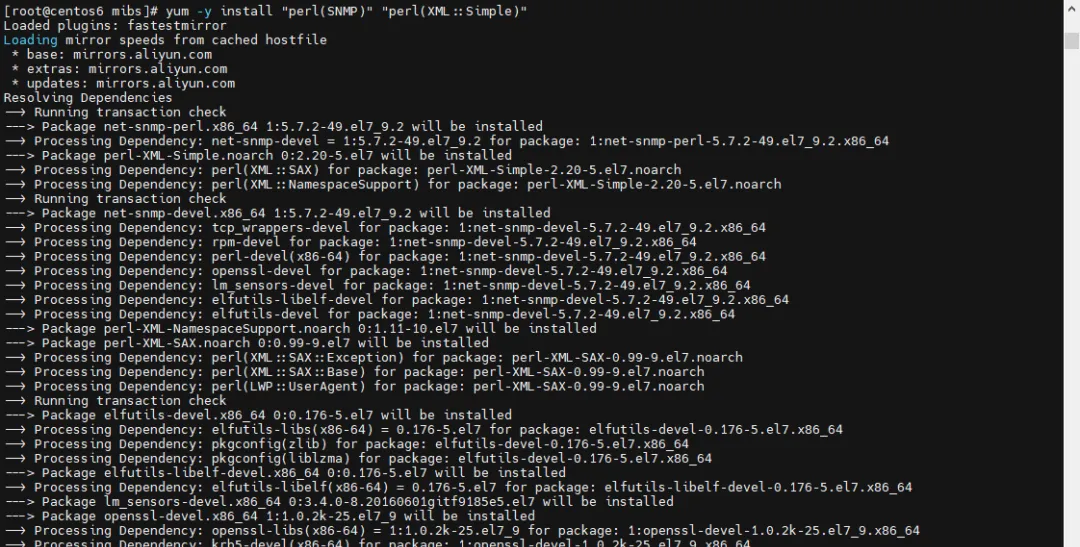 [root@centos6 mibs]# yum -y install "perl(SNMP)" "perl(XML::Simple)"
Loaded plugins: fastestmirror
Loading mirror speeds from cached hostfile
 * base: mirrors.aliyun.com
 * extras: mirrors.aliyun.com
 * updates: mirrors.aliyun.com
Resolving Dependencies
--> Running transaction check
---> Package net-snmp-perl.x86_64 1:5.7.2-49.el7_9.2 will be installed
--> Processing Dependency: net-snmp-devel = 1:5.7.2-49.el7_9.2 for package: 1:net-snmp-perl-5.7.2-49.el7_9.2.x86_64
---> Package perl-XML-Simple.noarch 0:2.20-5.el7 will be installed
--> Processing Dependency: perl(XML::SAX) for package: perl-XML-Simple-2.20-5.el7.noarch
--> Processing Dependency: perl(XML::NamespaceSupport) for package: perl-XML-Simple-2.20-5.el7.noarch
--> Running transaction check
---> Package net-snmp-devel.x86_64 1:5.7.2-49.el7_9.2 will be installed
--> Processing Dependency: tcp_wrappers-devel for package: 1:net-snmp-devel-5.7.2-49.el7_9.2.x86_64
--> Processing Dependency: rpm-devel for package: 1:net-snmp-devel-5.7.2-49.el7_9.2.x86_64
--> Processing Dependency: perl-devel(x86-64) for package: 1:net-snmp-devel-5.7.2-49.el7_9.2.x86_64
--> Processing Dependency: openssl-devel for package: 1:net-snmp-devel-5.7.2-49.el7_9.2.x86_64
--> Processing Dependency: lm_sensors-devel for package: 1:net-snmp-devel-5.7.2-49.el7_9.2.x86_64
--> Processing Dependency: elfutils-libelf-devel for package: 1:net-snmp-devel-5.7.2-49.el7_9.2.x86_64
--> Processing Dependency: elfutils-devel for package: 1:net-snmp-devel-5.7.2-49.el7_9.2.x86_64
---> Package perl-XML-NamespaceSupport.noarch 0:1.11-10.el7 will be installed
---> Package perl-XML-SAX.noarch 0:0.99-9.el7 will be installed
--> Processing Dependency: perl(XML::SAX::Exception) for package: perl-XML-SAX-0.99-9.el7.noarch
--> Processing Dependency: perl(XML::SAX::Base) for package: perl-XML-SAX-0.99-9.el7.noarch
--> Processing Dependency: perl(LWP::UserAgent) for package: perl-XML-SAX-0.99-9.el7.noarch
--> Running transaction check
---> Package elfutils-devel.x86_64 0:0.176-5.el7 will be installed
--> Processing Dependency: elfutils-libs(x86-64) = 0.176-5.el7 for package: elfutils-devel-0.176-5.el7.x86_64
--> Processing Dependency: pkgconfig(zlib) for package: elfutils-devel-0.176-5.el7.x86_64
--> Processing Dependency: pkgconfig(liblzma) for package: elfutils-devel-0.176-5.el7.x86_64
---> Package elfutils-libelf-devel.x86_64 0:0.176-5.el7 will be installed
--> Processing Dependency: elfutils-libelf(x86-64) = 0.176-5.el7 for package: elfutils-libelf-devel-0.176-5.el7.x86_64
---> Package lm_sensors-devel.x86_64 0:3.4.0-8.20160601gitf9185e5.el7 will be installed
---> Package openssl-devel.x86_64 1:1.0.2k-25.el7_9 will be installed
--> Processing Dependency: openssl-libs(x86-64) = 1:1.0.2k-25.el7_9 for package: 1:openssl-devel-1.0.2k-25.el7_9.x86_64
--> Processing Dependency: krb5-devel(x86-64) for package: 1:openssl-devel-1.0.2k-25.el7_9.x86_64